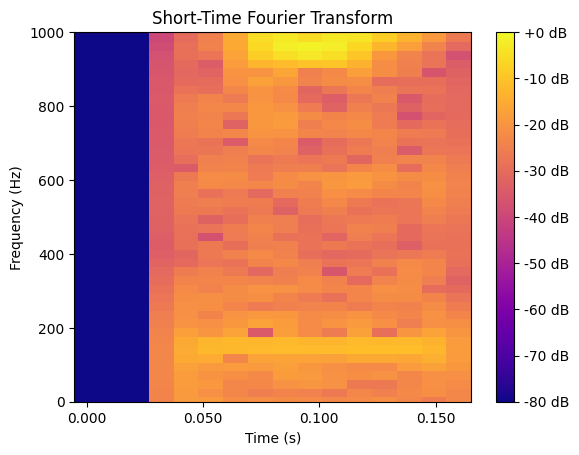 Short-Time Fourier Transform
1000
800
600
400
200
0
Frequency (Hz)
0.000
0.050
0.100
0.150
Time (s)
+0 dB
-10 dB
-20 dB
-30 dB
-40 dB
-50 dB
-60 dB
-70 dB
-80 dB